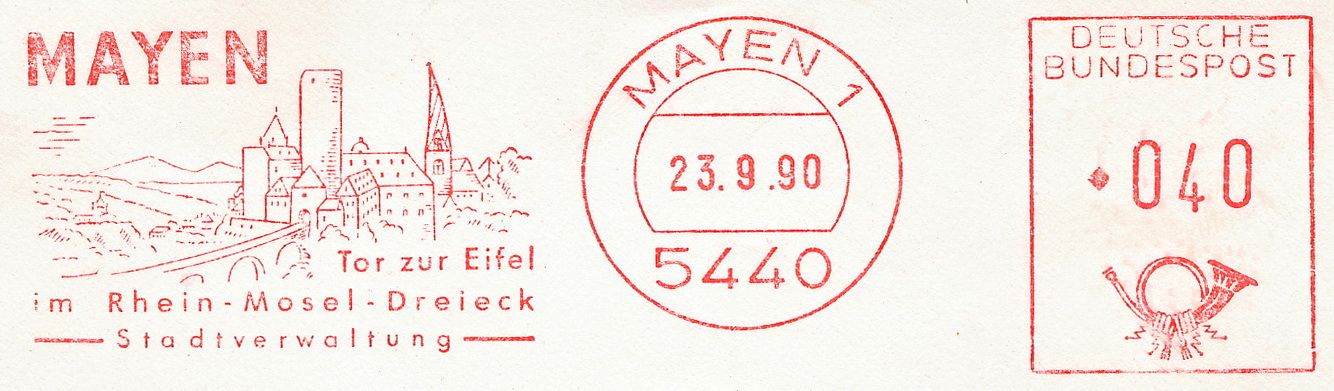 MAYEN
Tor zur Eifel
im Rhein-Mosel-Dreieck
Stadtverwaltung
MAYEN 1
23.9.90
5440
DEUTSCHE
BUNDESPOST
040